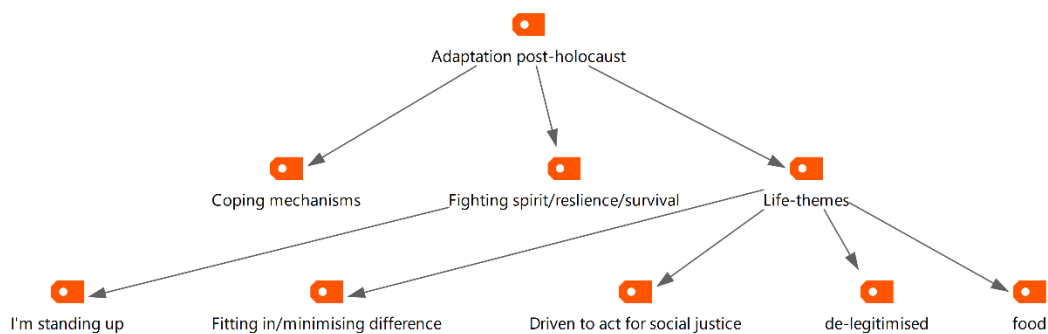 Adaptation post-holocaust
Coping mechanisms
Fighting spirit/reslience/survival
Life-themes
I'm standing up
Fitting in/minimising difference
Driven to act for social justice
de-legitimised
food